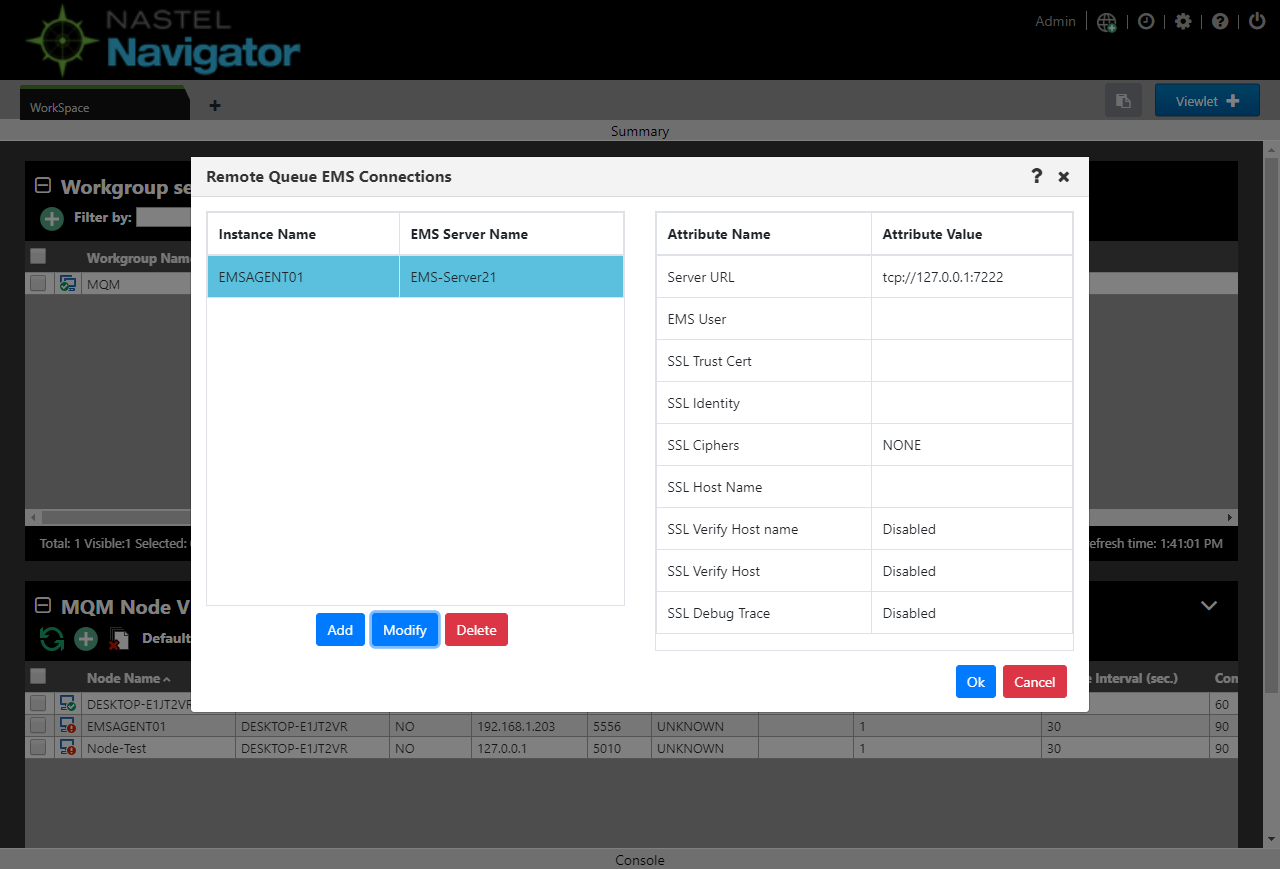 NASTEL
Navigator
Admin
WorkSpace
Viewlet
Summary
Workgroup se
Filter by:
Workgroup Nam
MQM
Total: 1 Visible:1 Selected:
efresh time: 1:41:01 PM
Remote Queue EMS Connections
Instance Name EMS Server Name
EMSAGENT01 EMS-Server21
Add Modify Delete
Attribute Name Attribute Value
Server URL tcp://127.0.0.1:7222
EMS User
SSL Trust Cert
SSL Identity
SSL Ciphers NONE
SSL Host Name
SSL Verify Host name Disabled
SSL Verify Host Disabled
SSL Debug Trace Disabled
Ok Cancel
MQM Node V
Default
Node Name Interval (sec.) Con
DESKTOP-E1JT2VR 60
EMSAGENT01 DESKTOP-E1JT2VR NO 192.168.1.203 5556 UNKNOWN 1 30 90
Node-Test DESKTOP-E1JT2VR NO 127.0.0.1 5010 UNKNOWN 1 30 90
Console